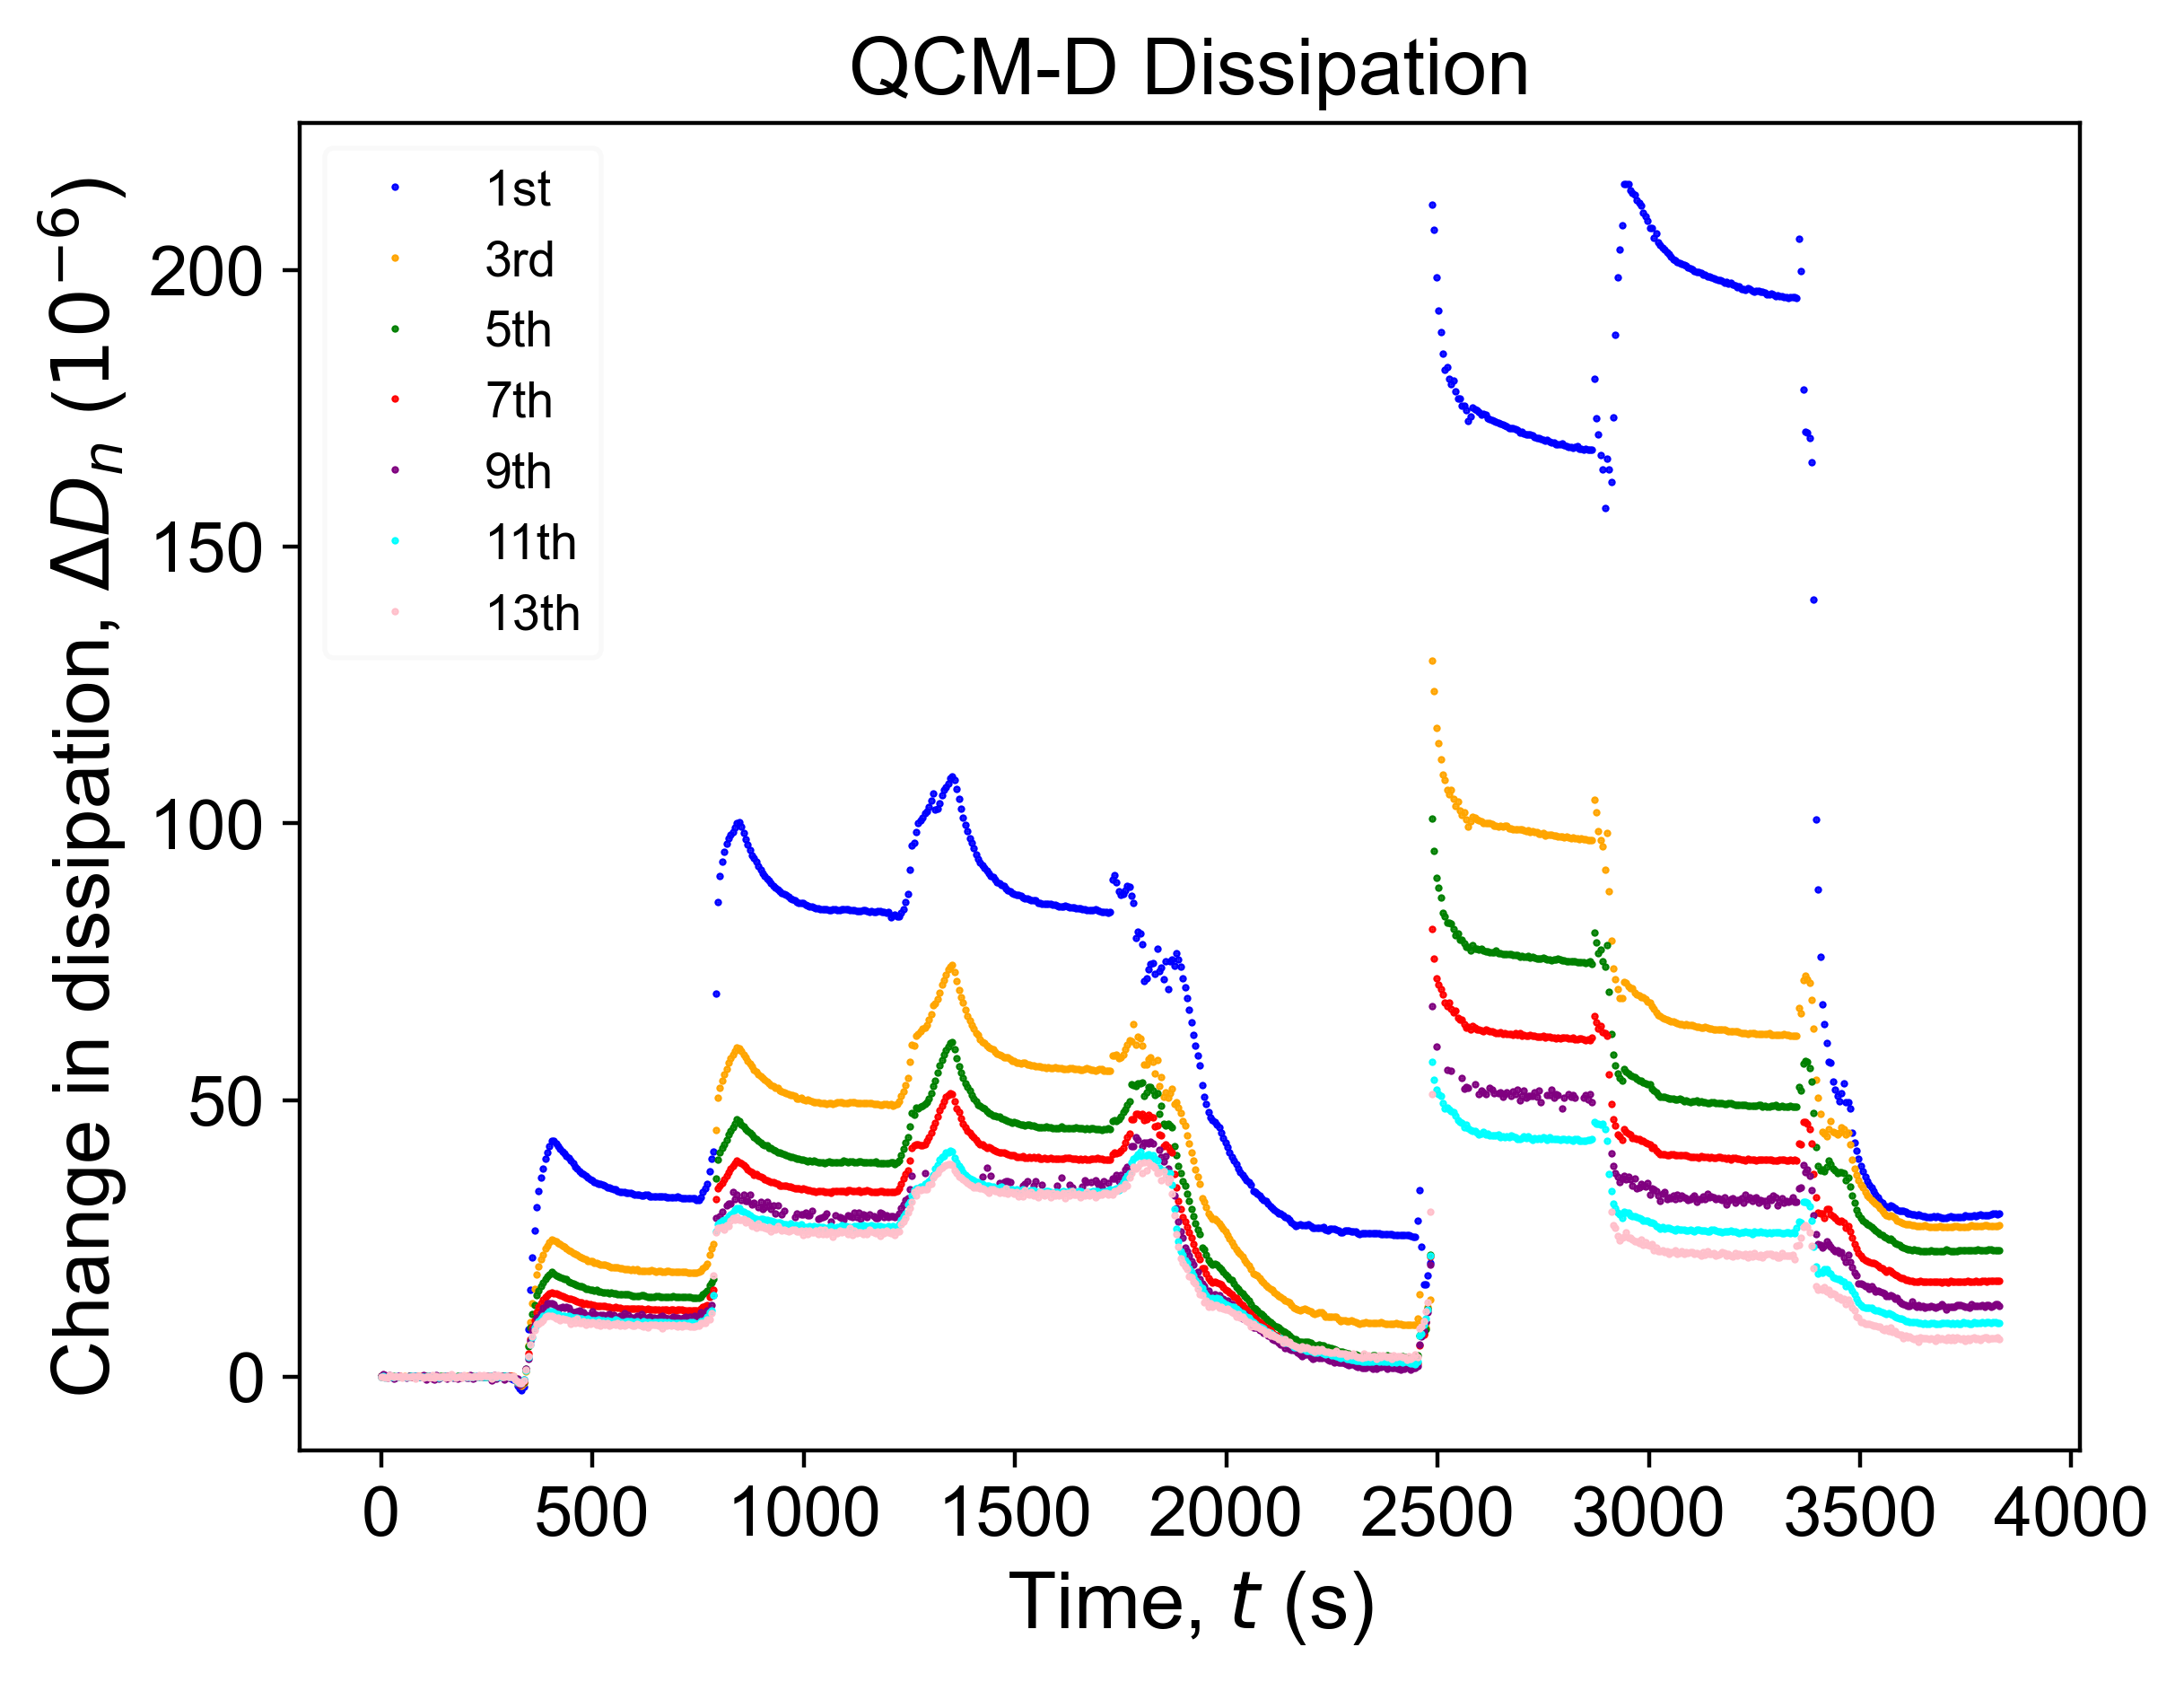 QCM-D Dissipation
Change in dissipation, ΔDₙ (10⁻⁶)
200
150
100
50
0
1st
3rd
5th
7th
9th
11th
13th
0 500 1000 1500 2000 2500 3000 3500 4000
Time, t (s)